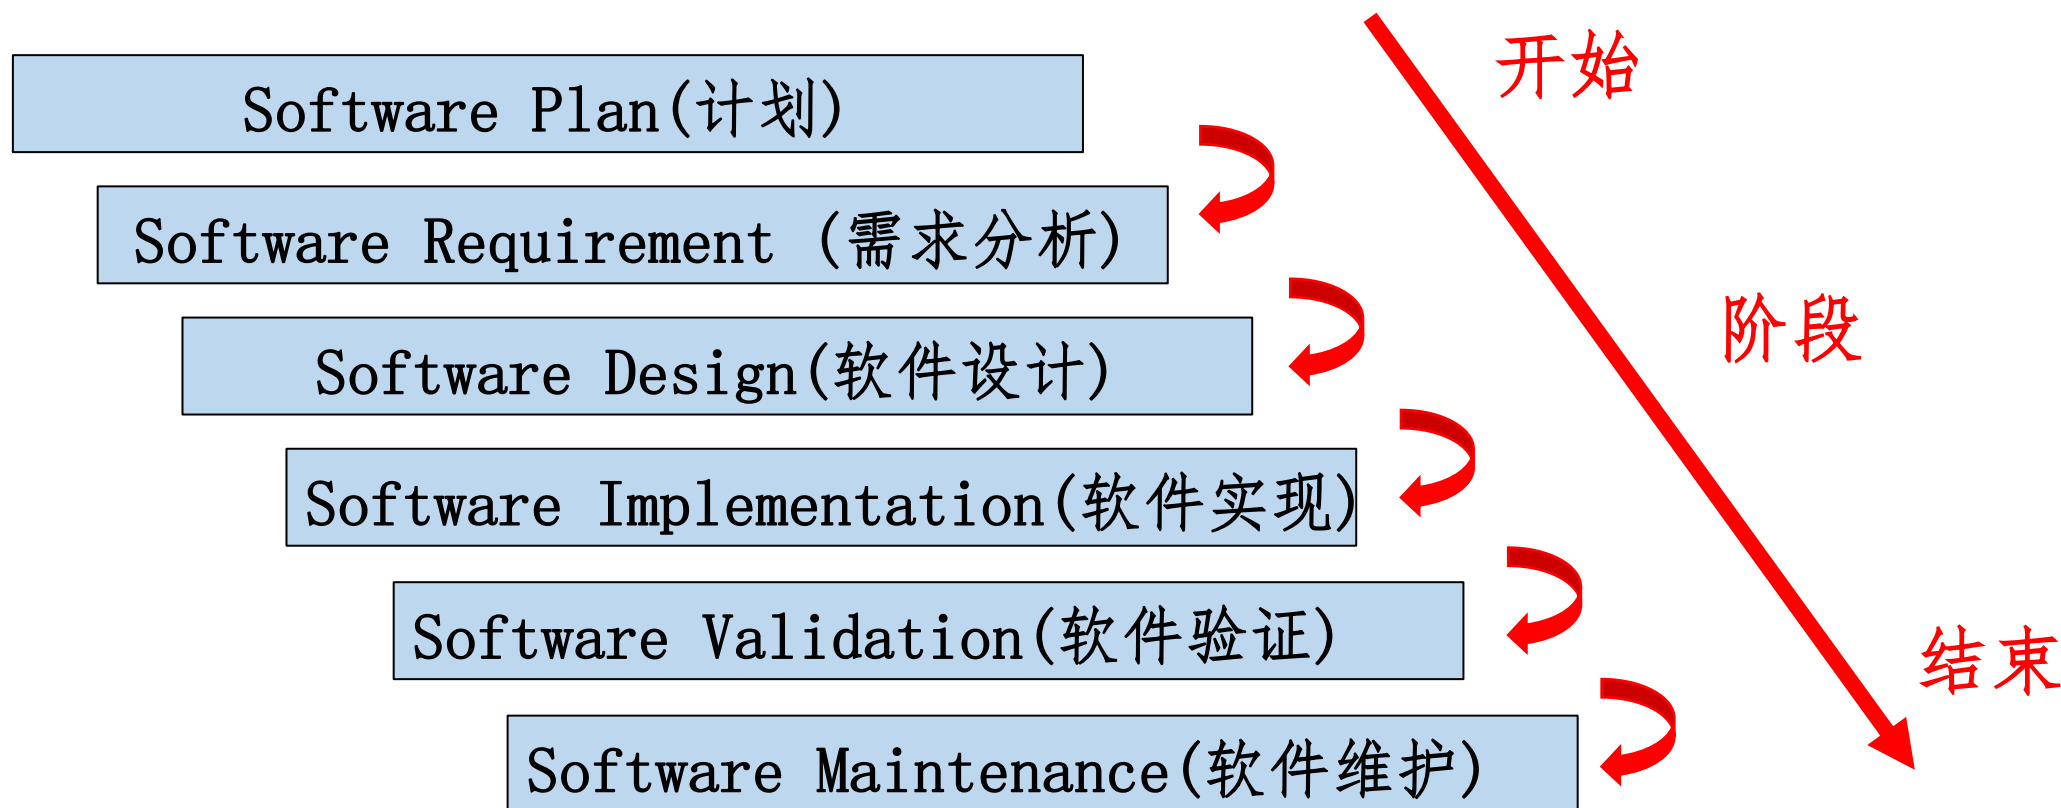 开始
Software Plan(计划)
Software Requirement (需求分析)
阶段
Software Design(软件设计)
Software Implementation(软件实现)
Software Validation(软件验证)
结束
Software Maintenance(软件维护)